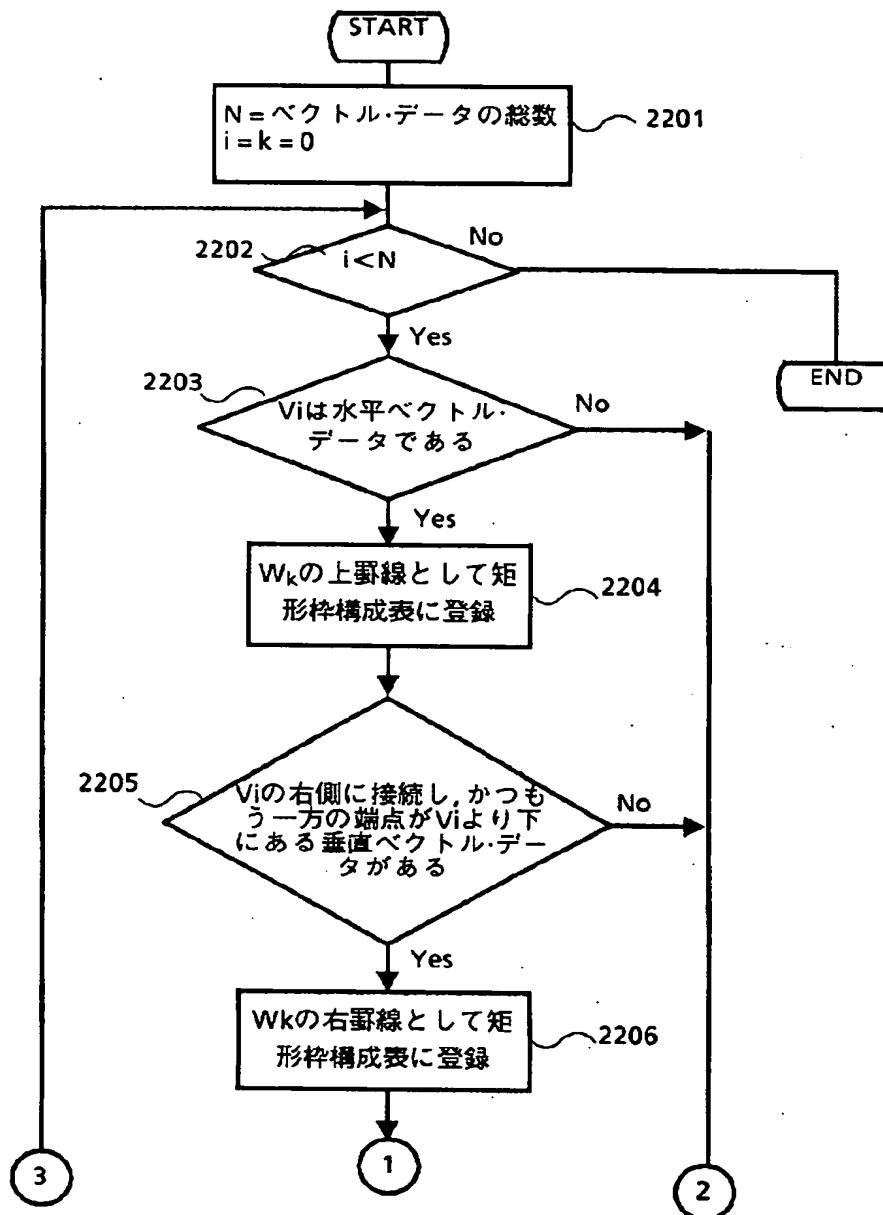 START
N=ベクトル・データの総数
i=k=0
2201
2202
i<N
No
Yes
END
2203
Viは水平ベクトル・
データである
No
Yes
Wkの上罫線として矩
形枠構成表に登録
2204
2205
Viの右側に接続し,かつも
う一方の端点がViより下
にある垂直ベクトル・デー
タがある
No
Yes
Wkの右罫線として矩
形枠構成表に登録
2206
3
1
2